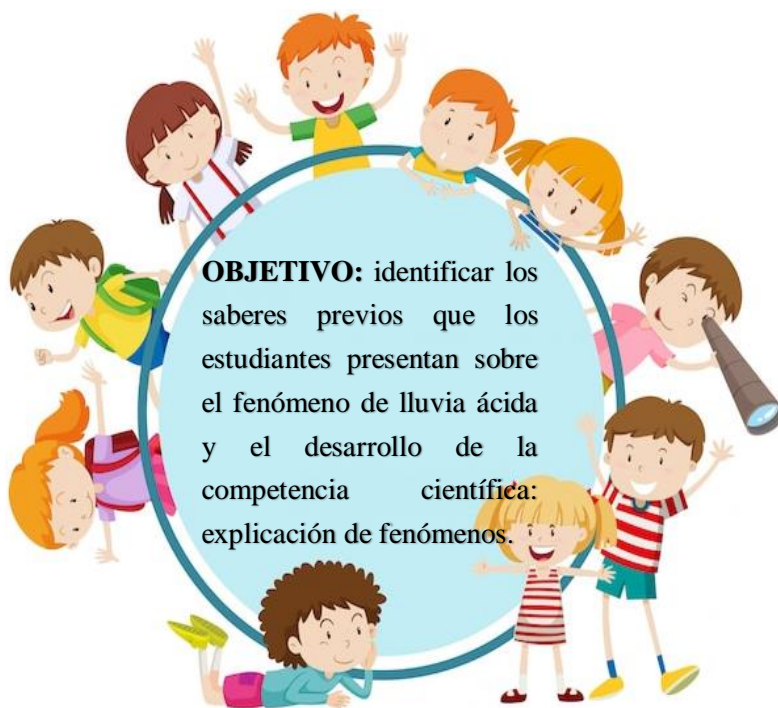 OBJETIVO: identificar los
saberes previos que los
estudiantes presentan sobre
el fenómeno de lluvia ácida
y el desarrollo de la
competencia científica:
explicación de fenómenos.